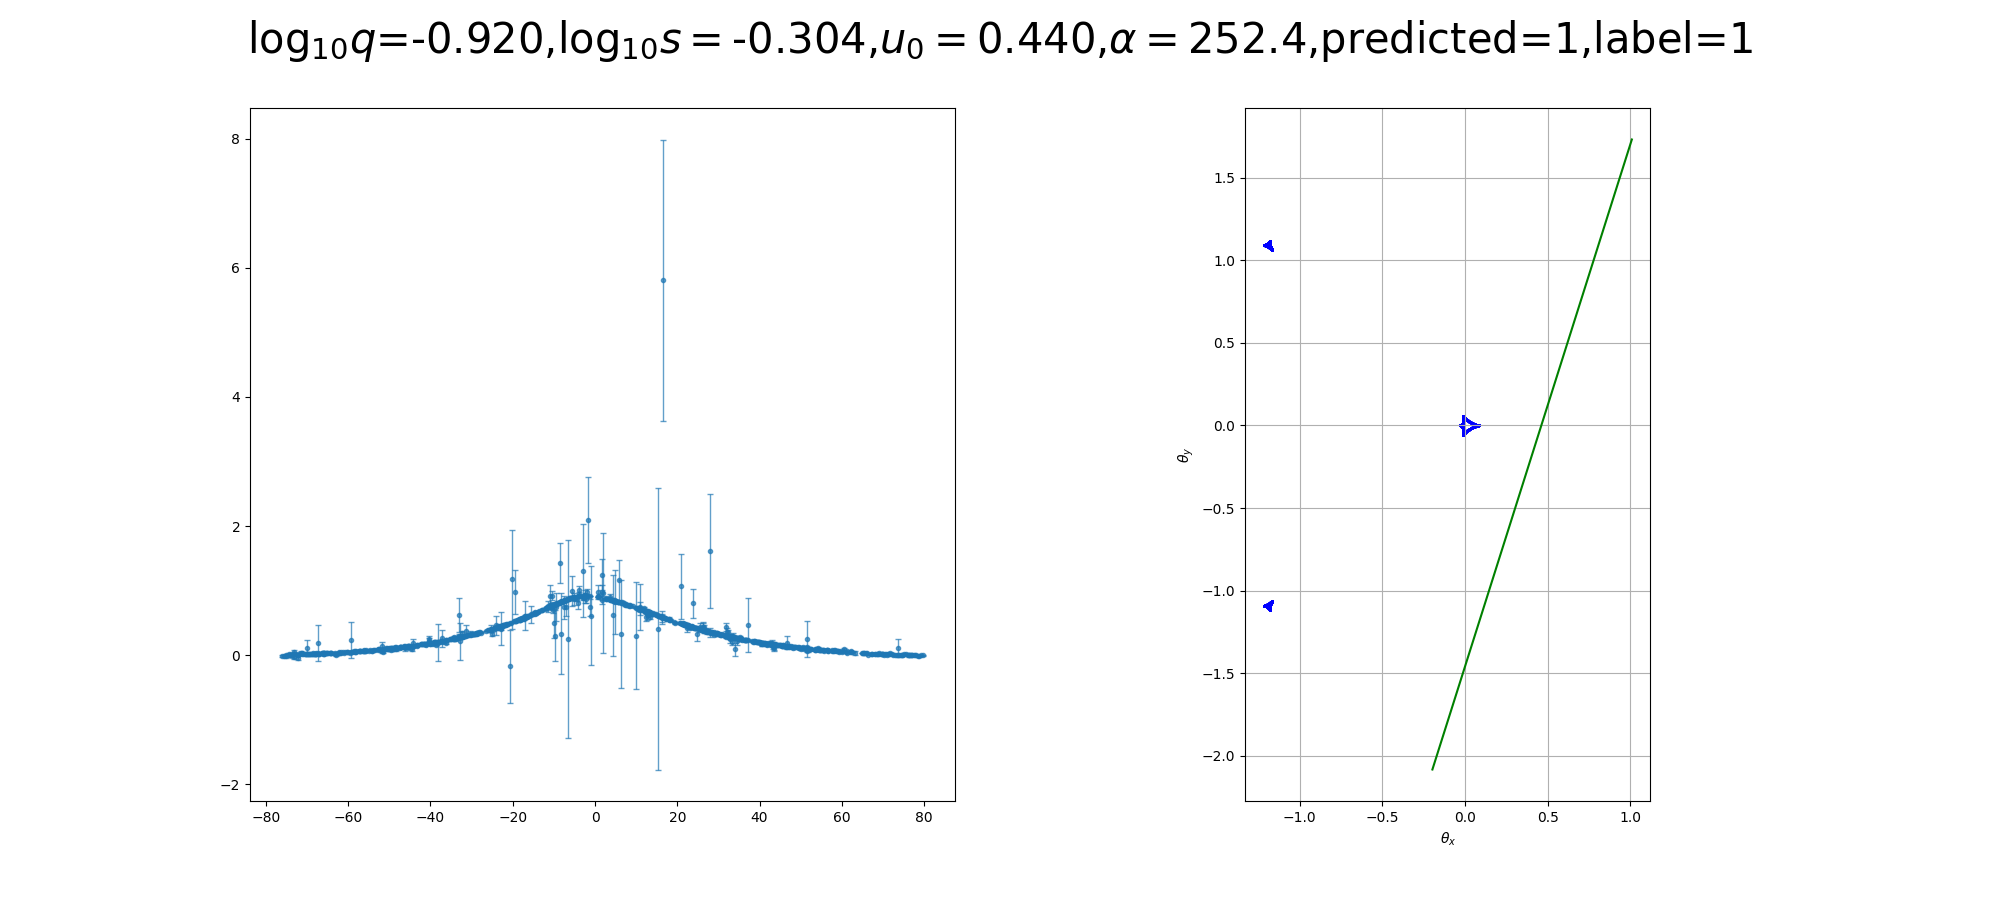 log₁₀q=-0.920,log₁₀s = -0.304,u₀ = 0.440,α = 252.4,predicted=1,label=1
8
6
4
2
0
−2
−80 −60 −40 −20 0 20 40 60 80
1.5
1.0
0.5
0.0
−0.5
−1.0
−1.5
−2.0
θy
−1.0 −0.5 0.0 0.5 1.0
θx